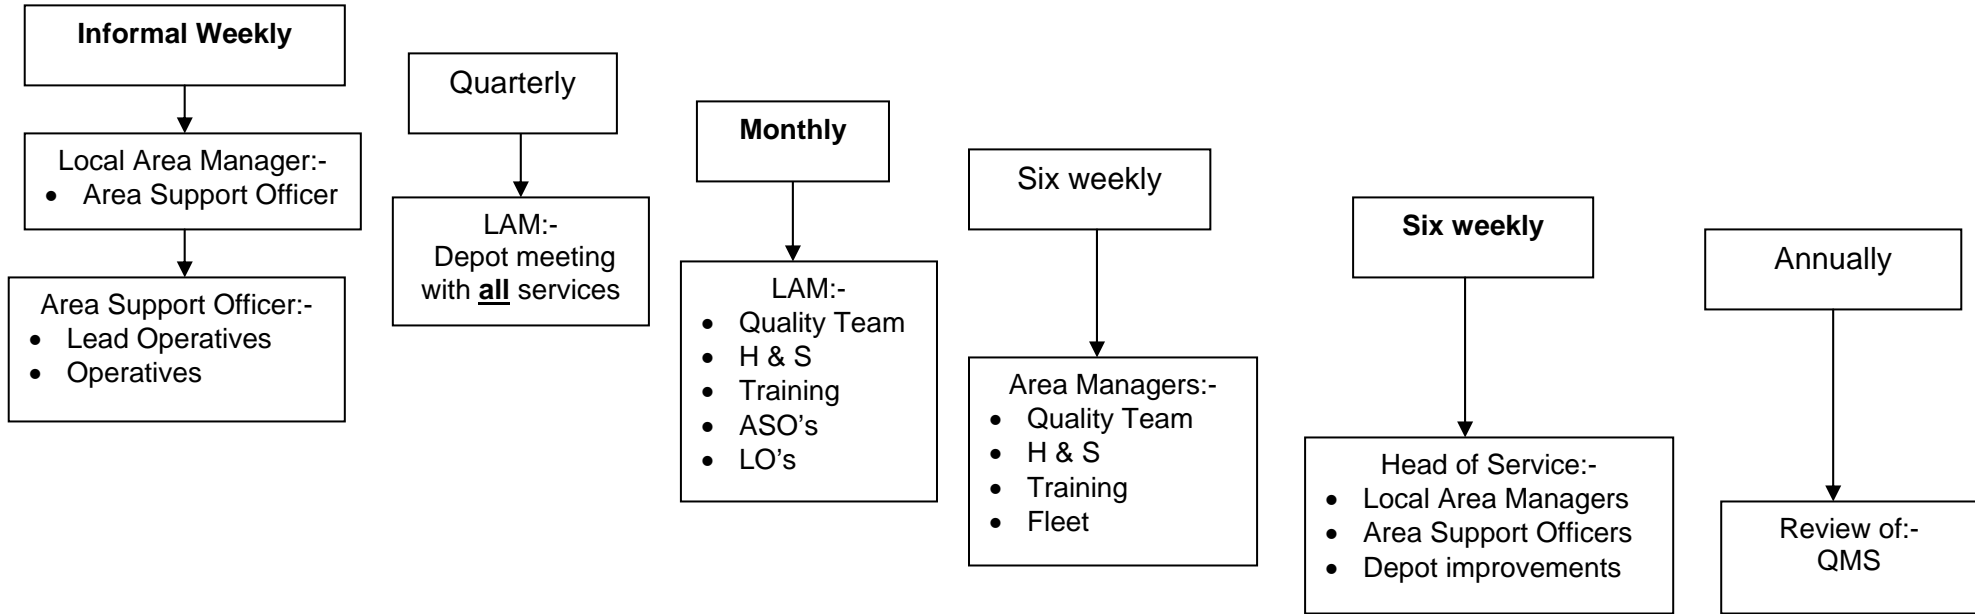 Informal Weekly
Local Area Manager:-
• Area Support Officer
Area Support Officer:-
• Lead Operatives
• Operatives
Quarterly
LAM:-
Depot meeting
with all services
Monthly
LAM:-
• Quality Team
• H & S
• Training
• ASO’s
• LO’s
Six weekly
Area Managers:-
• Quality Team
• H & S
• Training
• Fleet
Six weekly
Head of Service:-
• Local Area Managers
• Area Support Officers
• Depot improvements
Annually
Review of:-
QMS